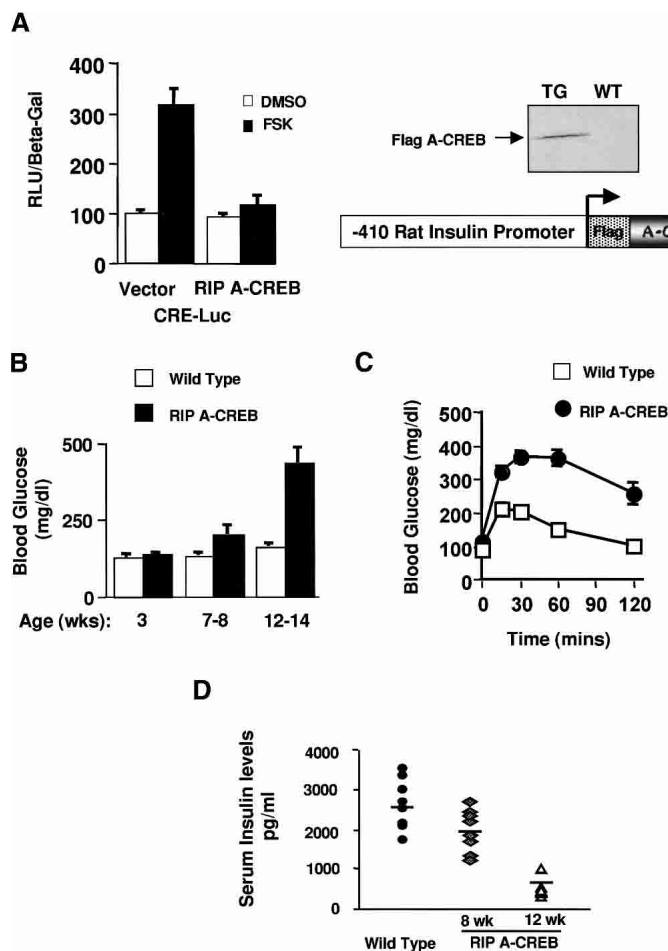 A
RLU/Beta-Gal
400
300
200
100
00
DMSO
FSK
Vector RIP A-CREB
CRE-Luc
TG WT
Flag A-CREB
-410 Rat Insulin Promoter Flag A-C
B
Wild Type
RIP A-CREB
Blood Glucose
(mg/dl)
500
250
0
Age (wks): 3 7-8 12-14
C
Wild Type
RIP A-CREB
Blood Glucose (mg/dl)
500
400
300
200
100
00
0 30 60 90 120
Time (mins)
D
Serum Insulin levels
pg/ml
4000
3000
2000
1000
0
8 wk 12 wk
Wild Type RIP A-CREB